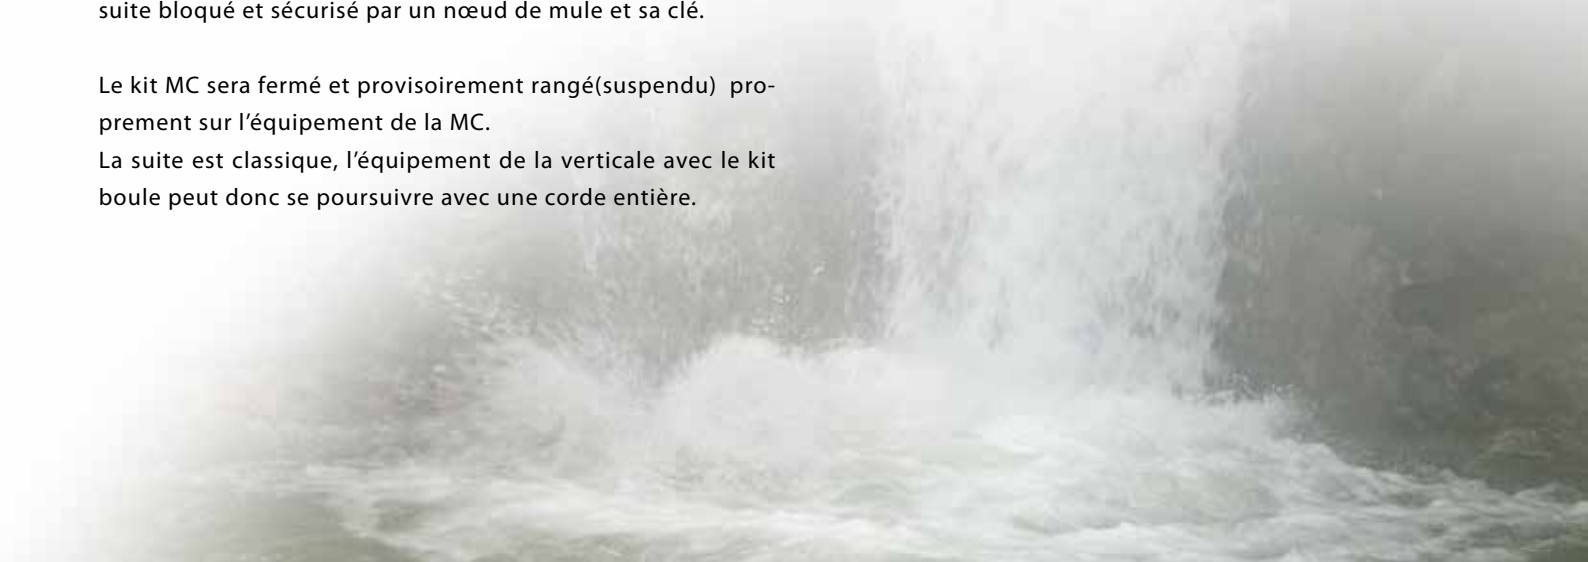 suite bloqué et sécurisé par un nœud de mule et sa clé.
Le kit MC sera fermé et provisoirement rangé(suspendu)  pro-
prement sur l'équipement de la MC.
La suite est classique, l'équipement de la verticale avec le kit
boule peut donc se poursuivre avec une corde entière.